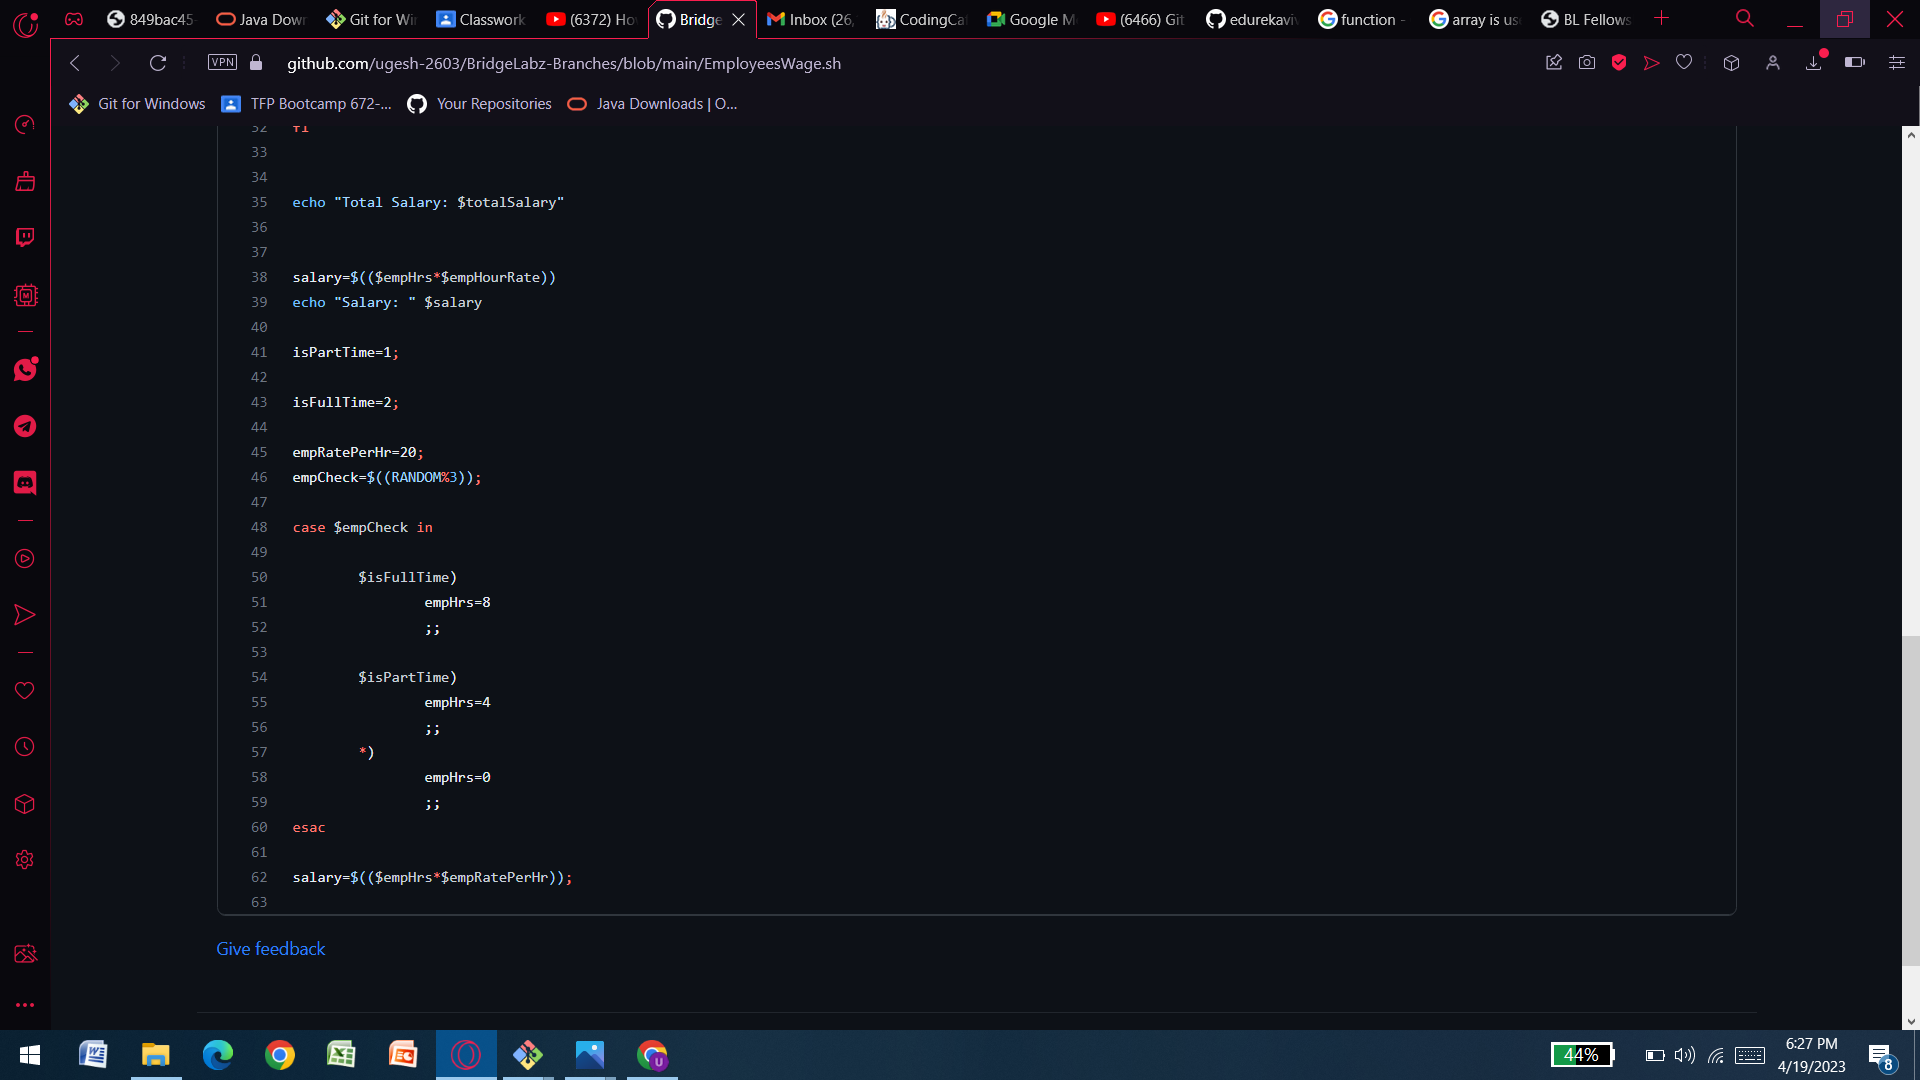 849bac45-
Java Down
Git for Win
Classwork
(6372) Ho
Bridge
Inbox (26,
CodingCa
Google M
(6466) Git
edurekaviv
function -
array is us
BL Fellows
VPN
github.com/ugesh-2603/BridgeLabz-Branches/blob/main/EmployeesWage.sh
Git for Windows
TFP Bootcamp 672-...
Your Repositories
Java Downloads | O...
32 fi
33
34
35 echo "Total Salary: $totalSalary"
36
37
38 salary=$(($empHrs*$empHourRate))
39 echo "Salary: " $salary
40
41 isPartTime=1;
42
43 isFullTime=2;
44
45 empRatePerHr=20;
46 empCheck=$((RANDOM%3));
47
48 case $empCheck in
49
50 $isFullTime)
51 empHrs=8
52 ;;
53
54 $isPartTime)
55 empHrs=4
56 ;;
57 *)
58 empHrs=0
59 ;;
60 esac
61
62 salary=$(($empHrs*$empRatePerHr));
63
Give feedback
44%
6:27 PM
4/19/2023
8